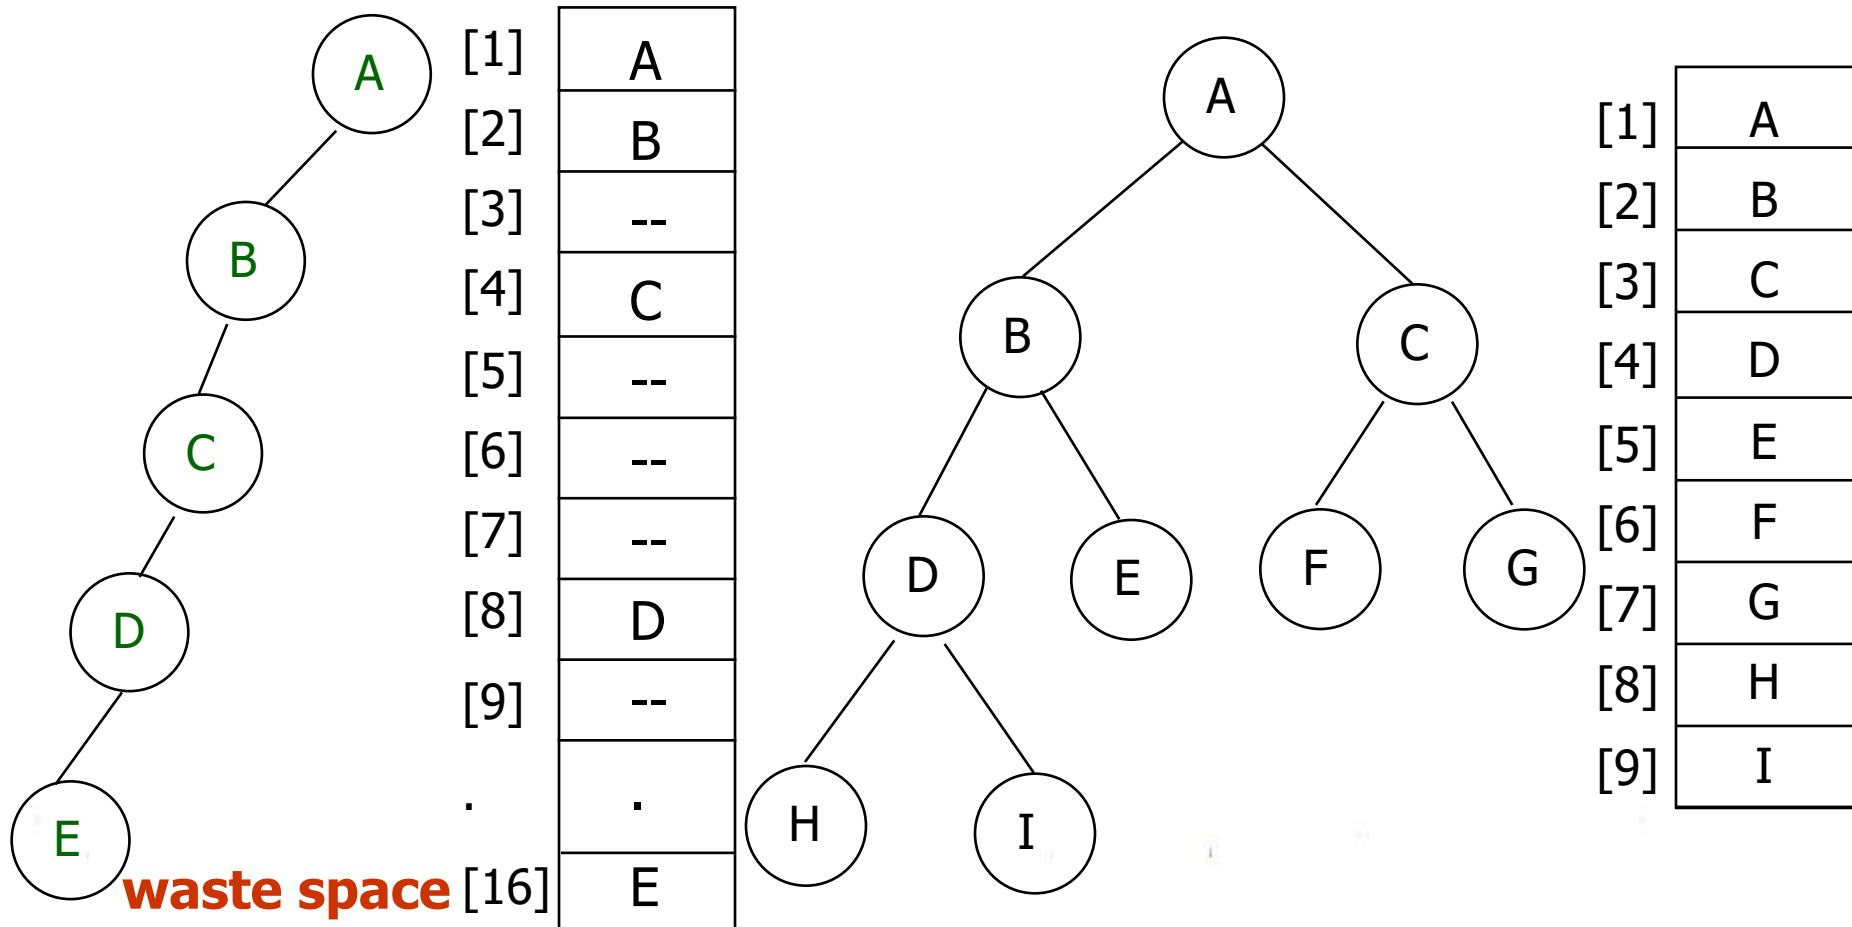 A
B
C
D
E
waste space
[1] A
[2] B
[3] --
[4] C
[5] --
[6] --
[7] --
[8] D
[9] --
. .
[16] E
A
B C
D E F G
H I
[1] A
[2] B
[3] C
[4] D
[5] E
[6] F
[7] G
[8] H
[9] I